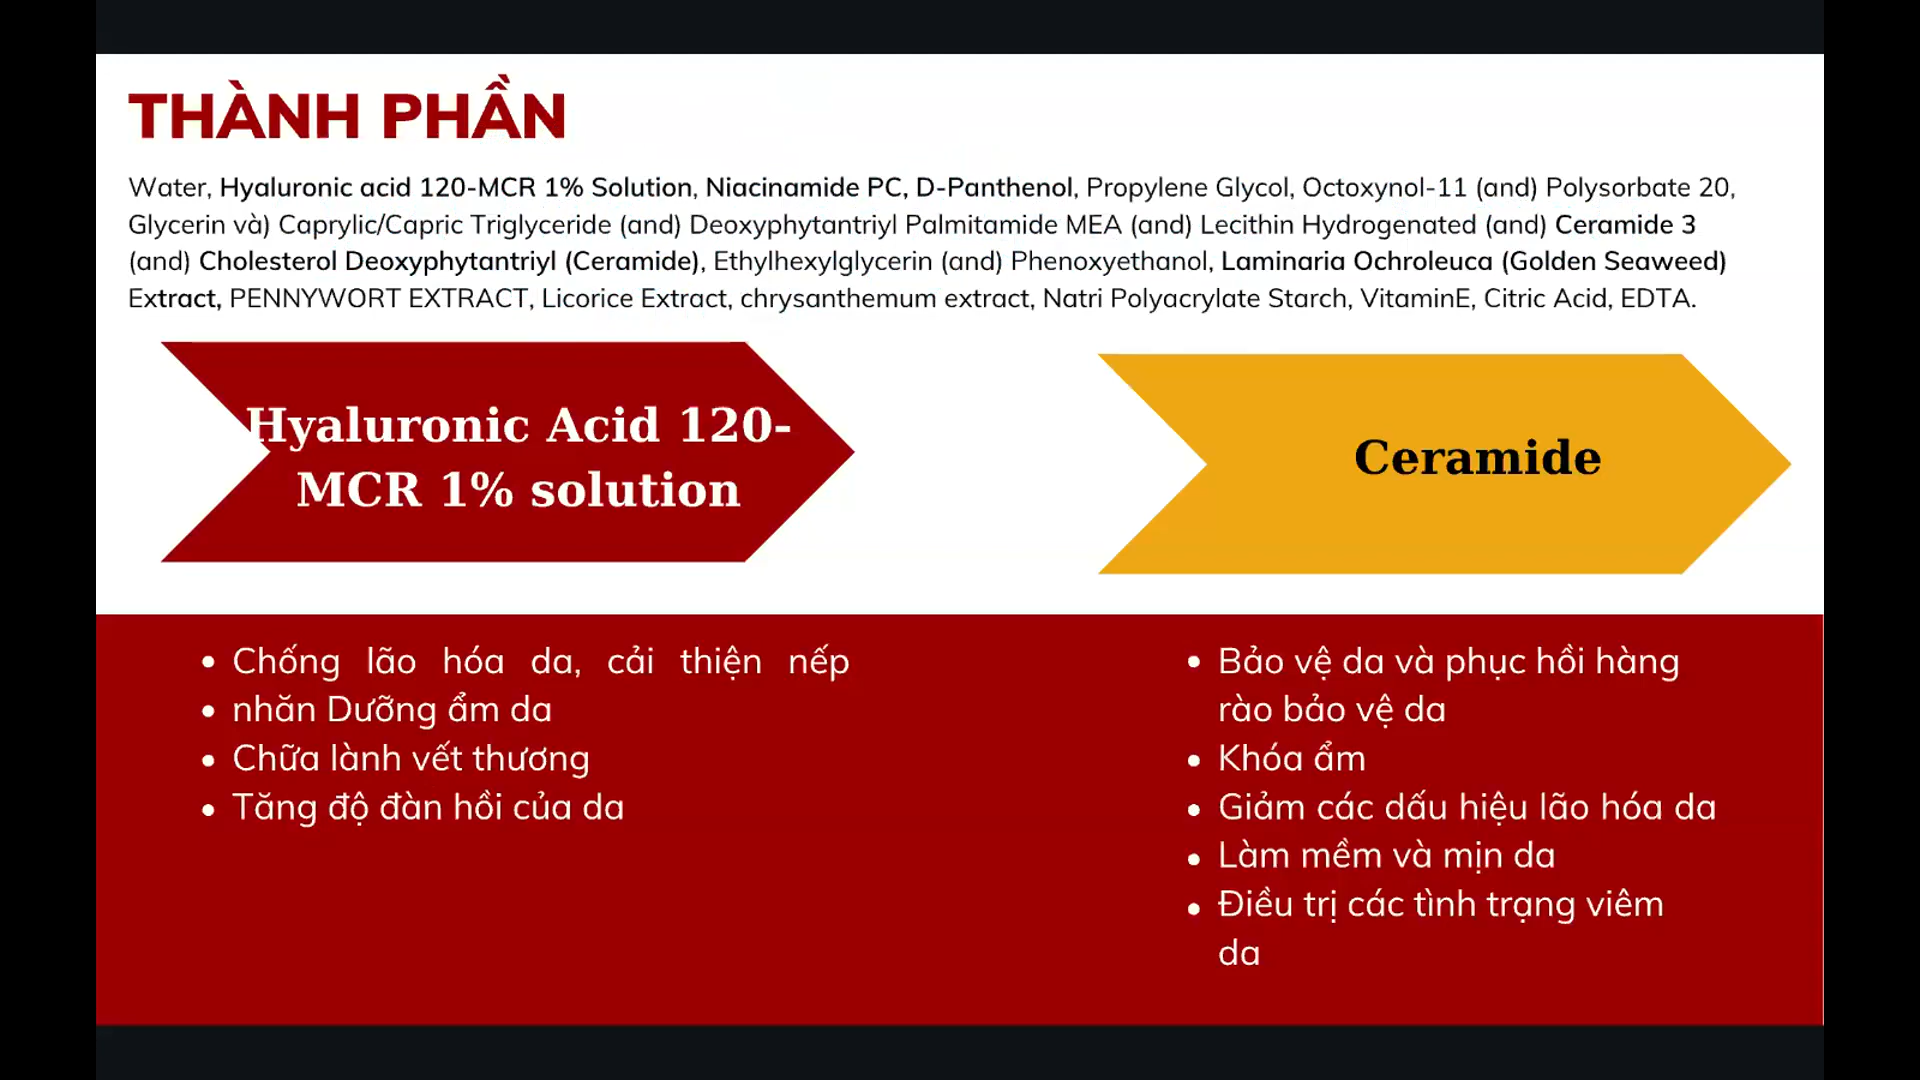 THÀNH PHẦN
Water, Hyaluronic acid 120-MCR 1% Solution, Niacinamide PC, D-Panthenol, Propylene Glycol, Octoxynol-11 (and) Polysorbate 20,
Glycerin và) Caprylic/Capric Triglyceride (and) Deoxyphytantriyl Palmitamide MEA (and) Lecithin Hydrogenated (and) Ceramide 3
(and) Cholesterol Deoxyphytantriyl (Ceramide), Ethylhexylglycerin (and) Phenoxyethanol, Laminaria Ochroleuca (Golden Seaweed)
Extract, PENNYWORT EXTRACT, Licorice Extract, chrysanthemum extract, Natri Polyacrylate Starch, VitaminE, Citric Acid, EDTA.
Hyaluronic Acid 120-
MCR 1% solution
• Chống lão hóa da, cải thiện nếp
• nhăn Dưỡng ẩm da
• Chữa lành vết thương
• Tăng độ đàn hồi của da
Ceramide
• Bảo vệ da và phục hồi hàng
rào bảo vệ da
• Khóa ẩm
• Giảm các dấu hiệu lão hóa da
• Làm mềm và mịn da
• Điều trị các tình trạng viêm
da